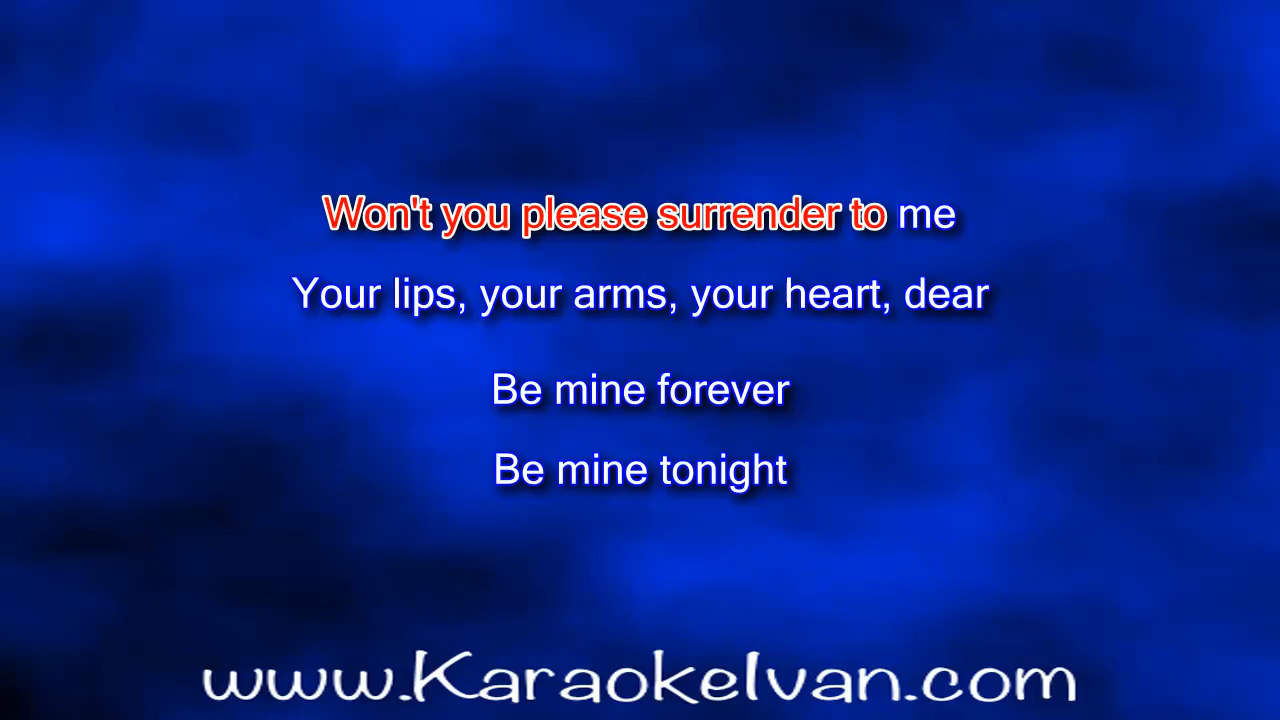 Won't you please surrender to me
Your lips, your arms, your heart, dear
Be mine forever
Be mine tonight
www.KaraokeIvan.com